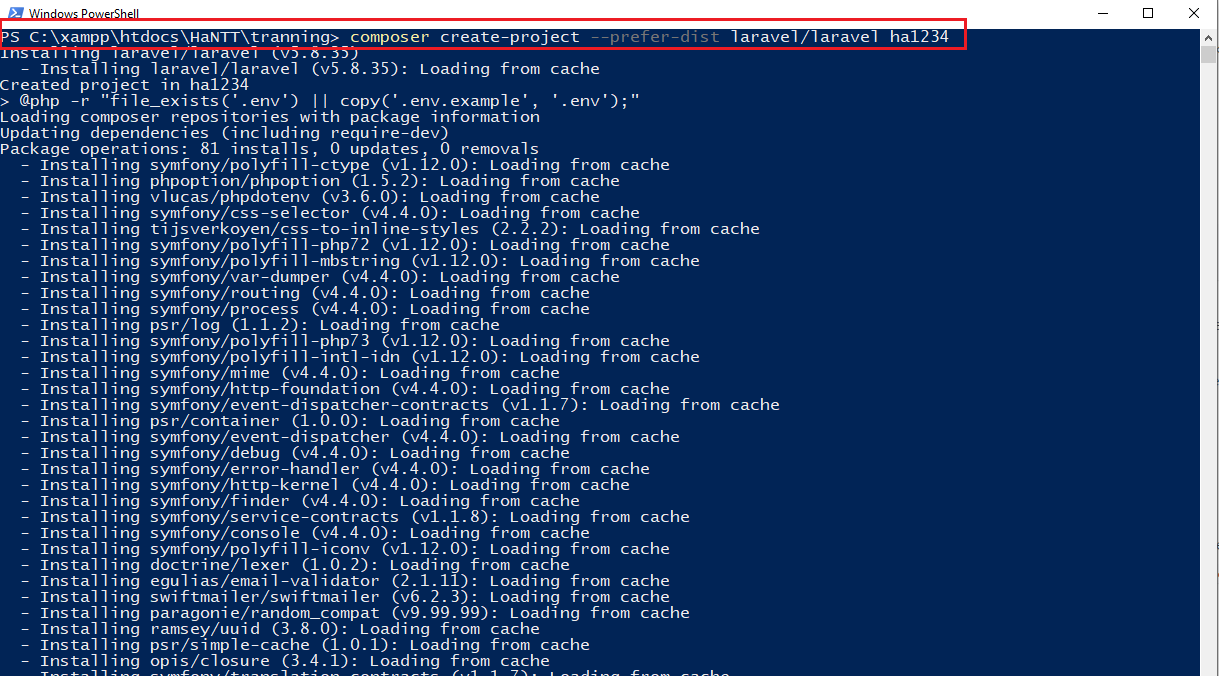 Windows PowerShell
PS C:\xampp\htdocs\HaNTT\tranning> composer create-project --prefer-dist laravel/laravel ha1234
Installing laravel/laravel (v5.8.35)
  - Installing laravel/laravel (v5.8.35): Loading from cache
Created project in ha1234
> @php -r "file_exists('.env') || copy('.env.example', '.env');"
Loading composer repositories with package information
Updating dependencies (including require-dev)
Package operations: 81 installs, 0 updates, 0 removals
  - Installing symfony/polyfill-ctype (v1.12.0): Loading from cache
  - Installing phpoption/phpoption (1.5.2): Loading from cache
  - Installing vlucas/phpdotenv (v3.6.0): Loading from cache
  - Installing symfony/css-selector (v4.4.0): Loading from cache
  - Installing tijsverkoyen/css-to-inline-styles (2.2.2): Loading from cache
  - Installing symfony/polyfill-php72 (v1.12.0): Loading from cache
  - Installing symfony/polyfill-mbstring (v1.12.0): Loading from cache
  - Installing symfony/var-dumper (v4.4.0): Loading from cache
  - Installing symfony/routing (v4.4.0): Loading from cache
  - Installing symfony/process (v4.4.0): Loading from cache
  - Installing psr/log (1.1.2): Loading from cache
  - Installing symfony/polyfill-php73 (v1.12.0): Loading from cache
  - Installing symfony/polyfill-intl-idn (v1.12.0): Loading from cache
  - Installing symfony/mime (v4.4.0): Loading from cache
  - Installing symfony/http-foundation (v4.4.0): Loading from cache
  - Installing symfony/event-dispatcher-contracts (v1.1.7): Loading from cache
  - Installing psr/container (1.0.0): Loading from cache
  - Installing symfony/event-dispatcher (v4.4.0): Loading from cache
  - Installing symfony/debug (v4.4.0): Loading from cache
  - Installing symfony/error-handler (v4.4.0): Loading from cache
  - Installing symfony/http-kernel (v4.4.0): Loading from cache
  - Installing symfony/finder (v4.4.0): Loading from cache
  - Installing symfony/service-contracts (v1.1.8): Loading from cache
  - Installing symfony/console (v4.4.0): Loading from cache
  - Installing symfony/polyfill-iconv (v1.12.0): Loading from cache
  - Installing doctrine/lexer (1.0.2): Loading from cache
  - Installing egulias/email-validator (2.1.11): Loading from cache
  - Installing swiftmailer/swiftmailer (v6.2.3): Loading from cache
  - Installing paragonie/random_compat (v9.99.99): Loading from cache
  - Installing ramsey/uuid (3.8.0): Loading from cache
  - Installing psr/simple-cache (1.0.1): Loading from cache
  - Installing opis/closure (3.4.1): Loading from cache
  - Installing symfony/translation-contracts (v1.1.7): Loading from cache